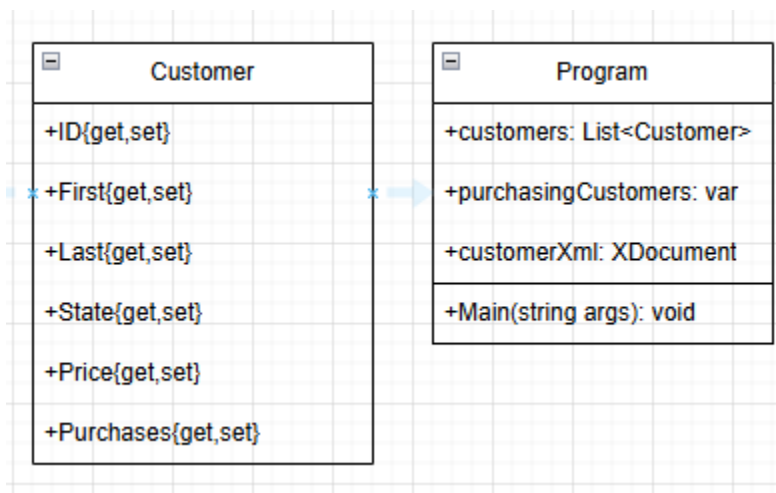 Customer
+ID{get,set}
+First{get,set}
+Last{get,set}
+State{get,set}
+Price{get,set}
+Purchases{get,set}
Program
+customers: List<Customer>
+purchasingCustomers: var
+customerXml: XDocument
+Main(string args): void